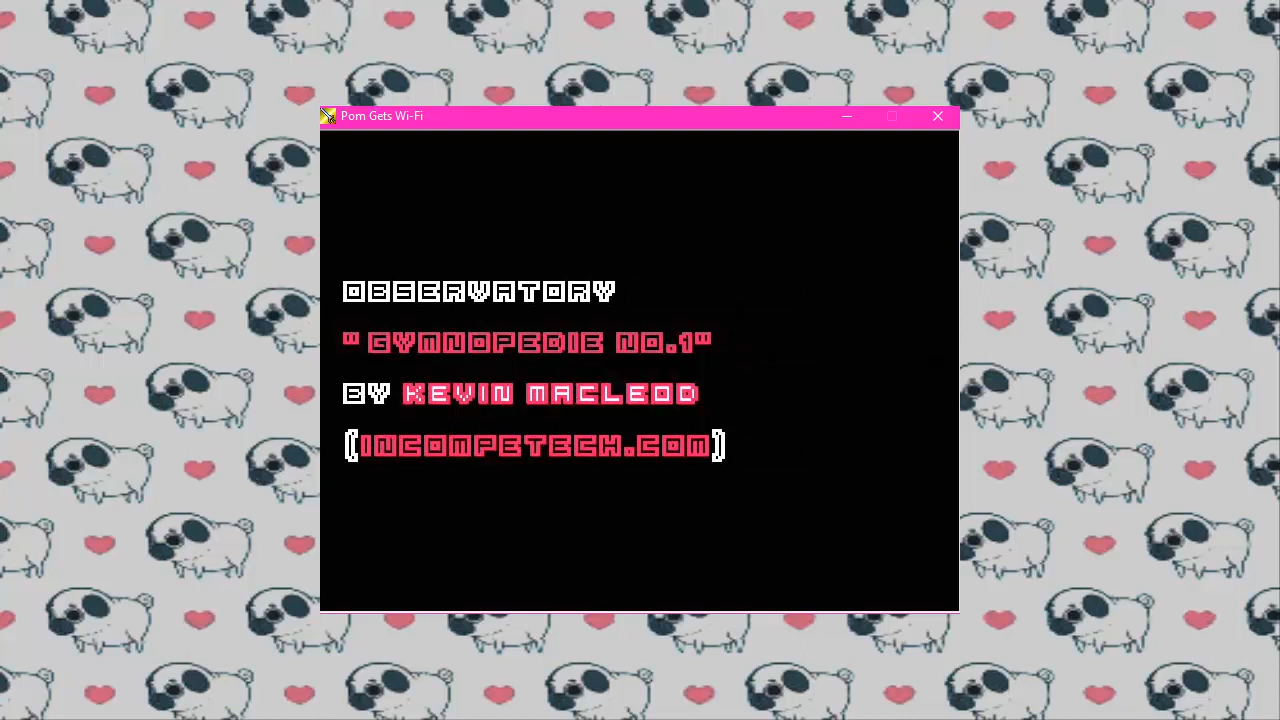 Pom Gets Wi-Fi
OBSERVATORY
" GYMNOPEDIE NO.1"
BY KEVIN MACLEOD
(INCOMPETECH.COM)